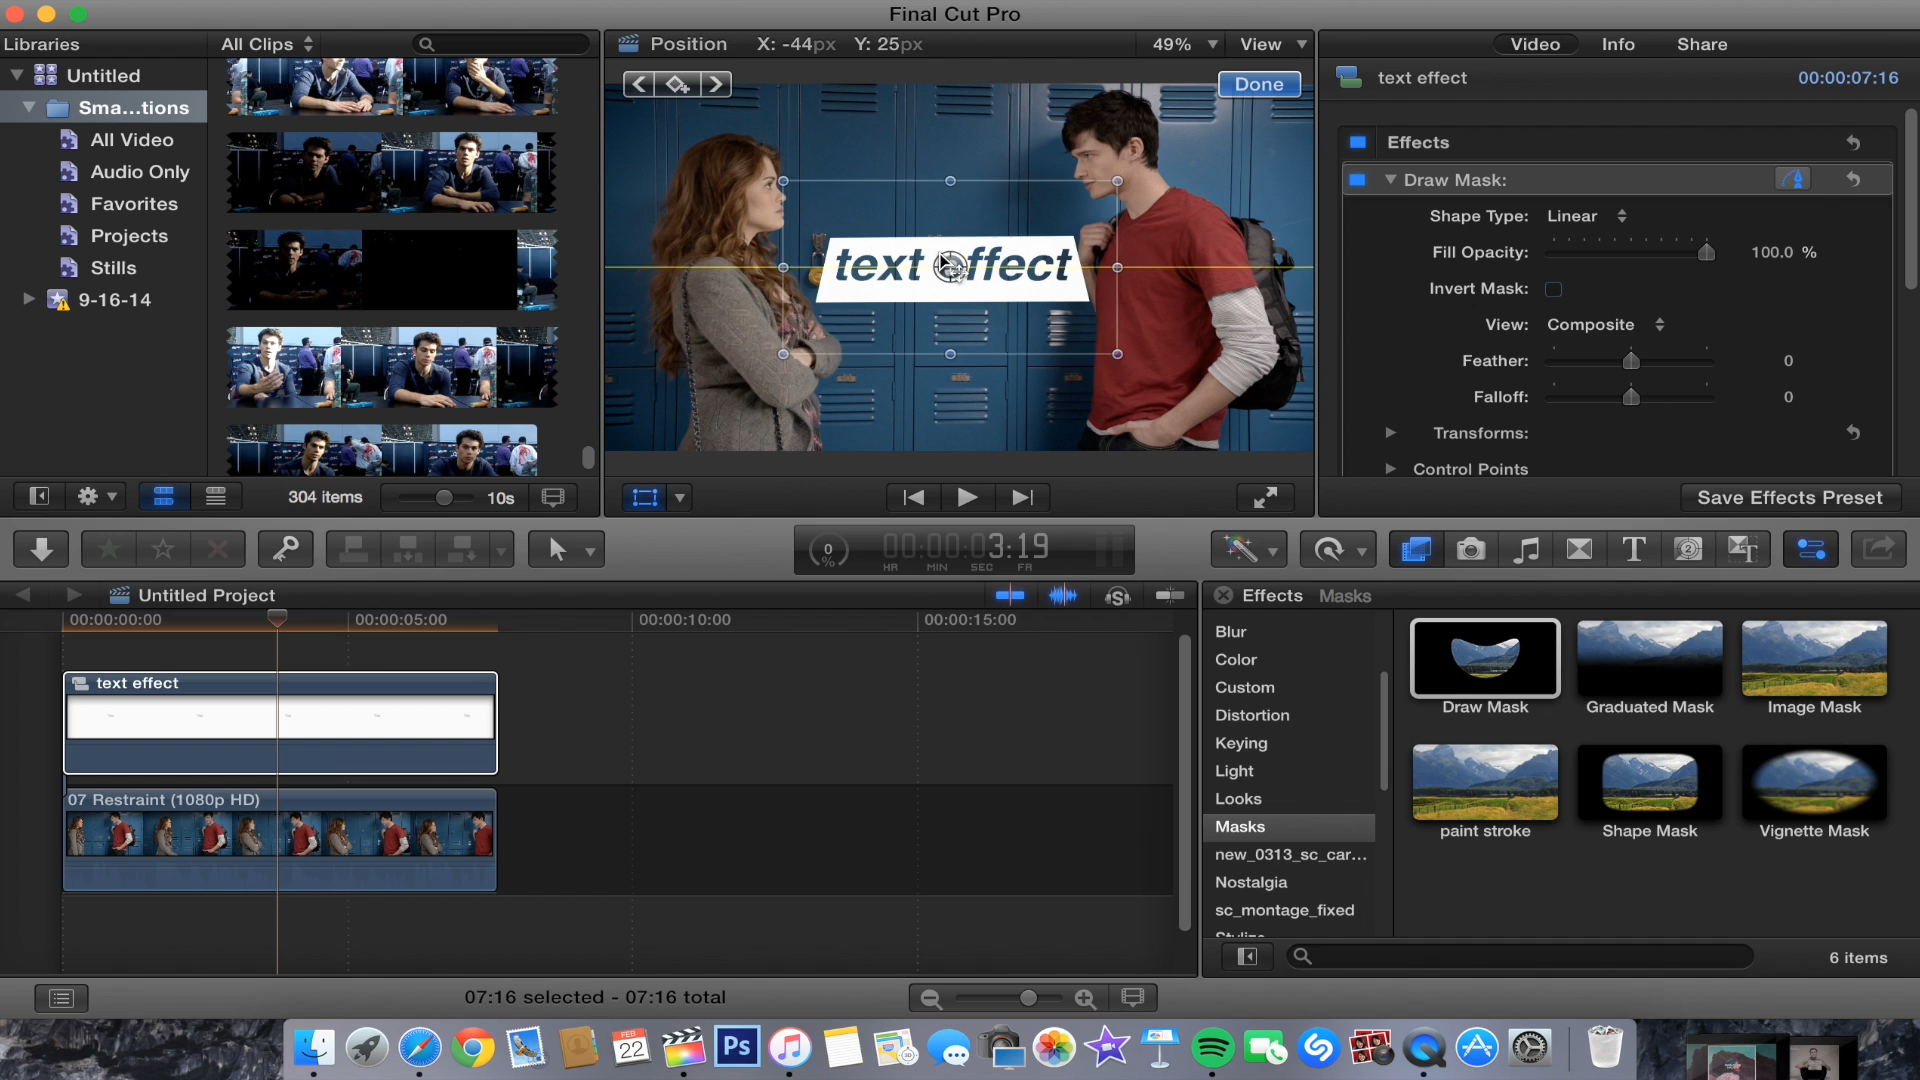 Final Cut Pro
Libraries
All Clips
Position X: -44px Y: 25px
49%
View
Video
Info
Share
Untitled
Sma...tions
All Video
Audio Only
Favorites
Projects
Stills
9-16-14
Done
text effect
text effect
00:00:07:16
Effects
Draw Mask:
Shape Type: Linear
Fill Opacity: 100.0 %
Invert Mask:
View: Composite
Feather: 0
Falloff: 0
Transforms:
Control Points
304 items
10s
Save Effects Preset
0
%
00:00:03:19
HR MIN SEC FR
Untitled Project
00:00:00:00
00:00:05:00
00:00:10:00
00:00:15:00
text effect
07 Restraint (1080p HD)
Effects
Masks
Blur
Color
Custom
Distortion
Keying
Light
Looks
Masks
new_0313_sc_car...
Nostalgia
sc_montage_fixed
Stylize
Draw Mask
Graduated Mask
Image Mask
paint stroke
Shape Mask
Vignette Mask
6 items
07:16 selected - 07:16 total
FEB
22
Ps